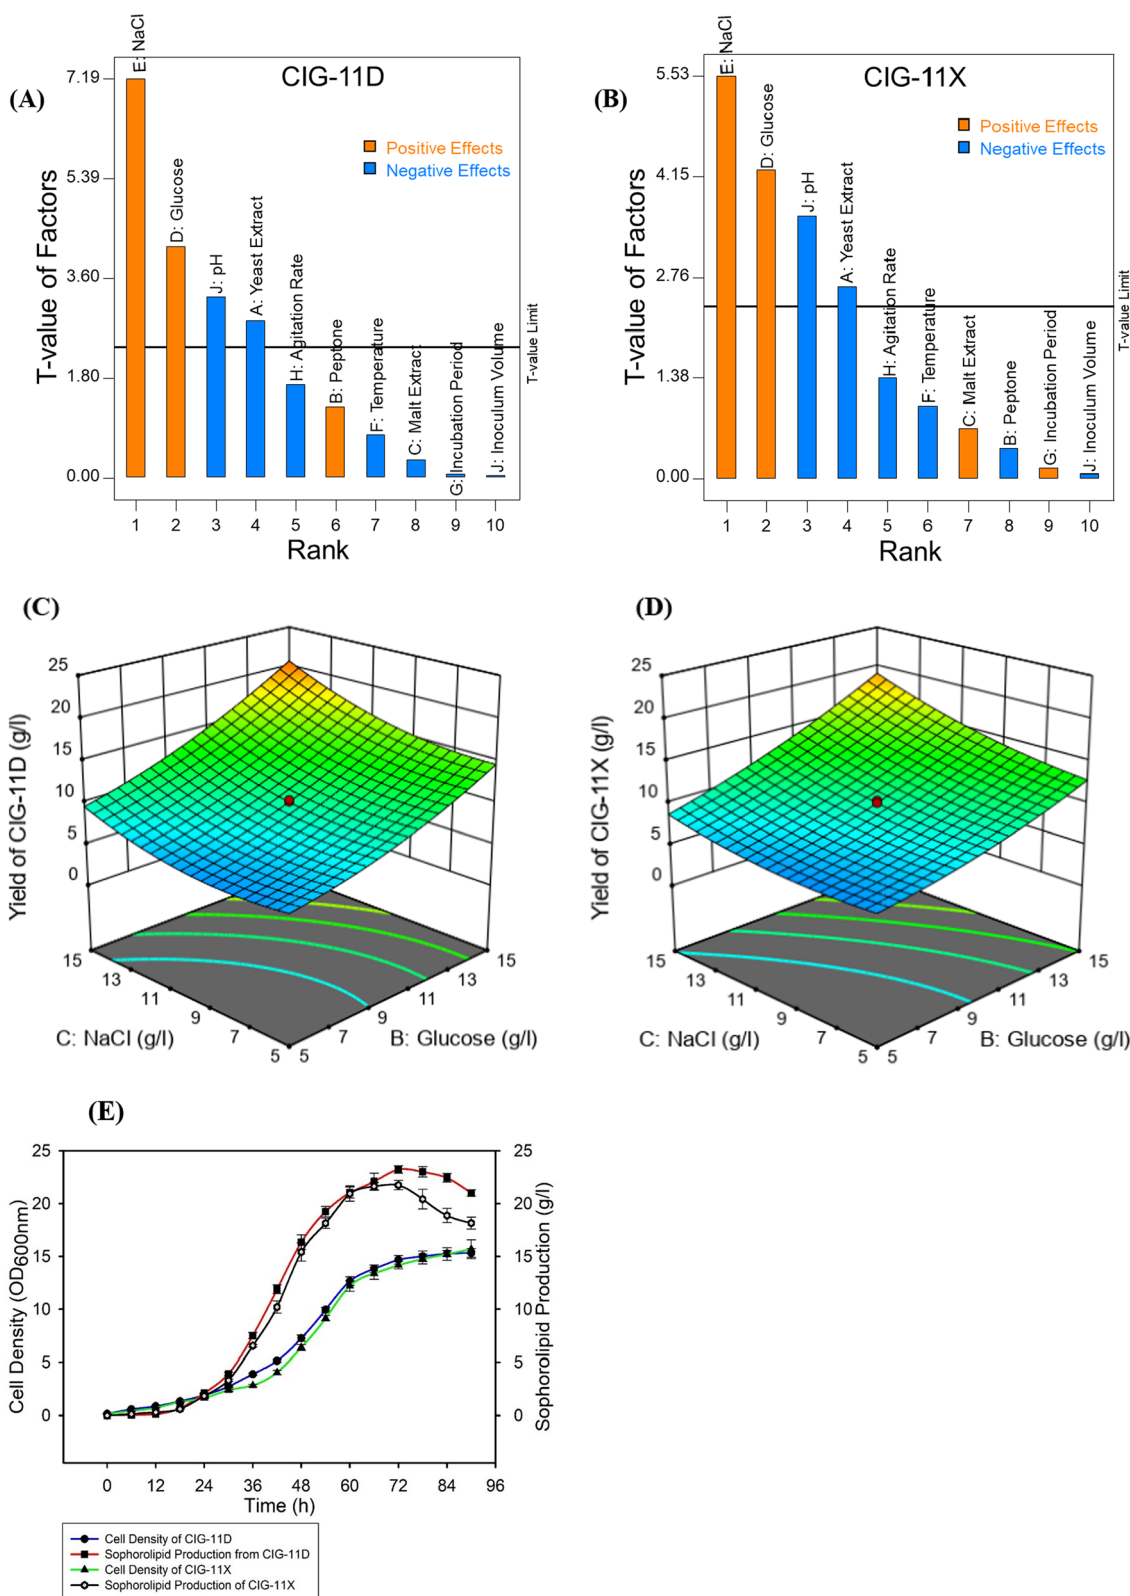 (A)
CIG-11D
T-value of Factors
7.19
5.39
3.60
1.80
0.00
Positive Effects
Negative Effects
E: NaCl
D: Glucose
J: pH
A: Yeast Extract
H: Agitation Rate
B: Peptone
F: Temperature
C: Malt Extract
G: Incubation Period
J: Inoculum Volume
T-value Limit
1 2 3 4 5 6 7 8 9 10
Rank
(B)
CIG-11X
T-value of Factors
5.53
4.15
2.76
1.38
0.00
Positive Effects
Negative Effects
E: NaCl
D: Glucose
J: pH
A: Yeast Extract
H: Agitation Rate
F: Temperature
C: Malt Extract
B: Peptone
G: Incubation Period
J: Inoculum Volume
T-value Limit
1 2 3 4 5 6 7 8 9 10
Rank
(C)
Yield of CIG-11D (g/l)
25
20
15
10
5
0
15 13 11 9 7 5
C: NaCl (g/l)
5 7 9 11 13 15
B: Glucose (g/l)
(D)
Yield of CIG-11X (g/l)
25
20
15
10
5
0
15 13 11 9 7 5
C: NaCl (g/l)
5 7 9 11 13 15
B: Glucose (g/l)
(E)
Cell Density (OD600nm)
25
20
15
10
5
0
25
20
15
10
5
0
Sophorolipid Production (g/l)
0 12 24 36 48 60 72 84 96
Time (h)
Cell Density of CIG-11D
Sophorolipid Production from CIG-11D
Cell Density of CIG-11X
Sophorolipid Production of CIG-11X